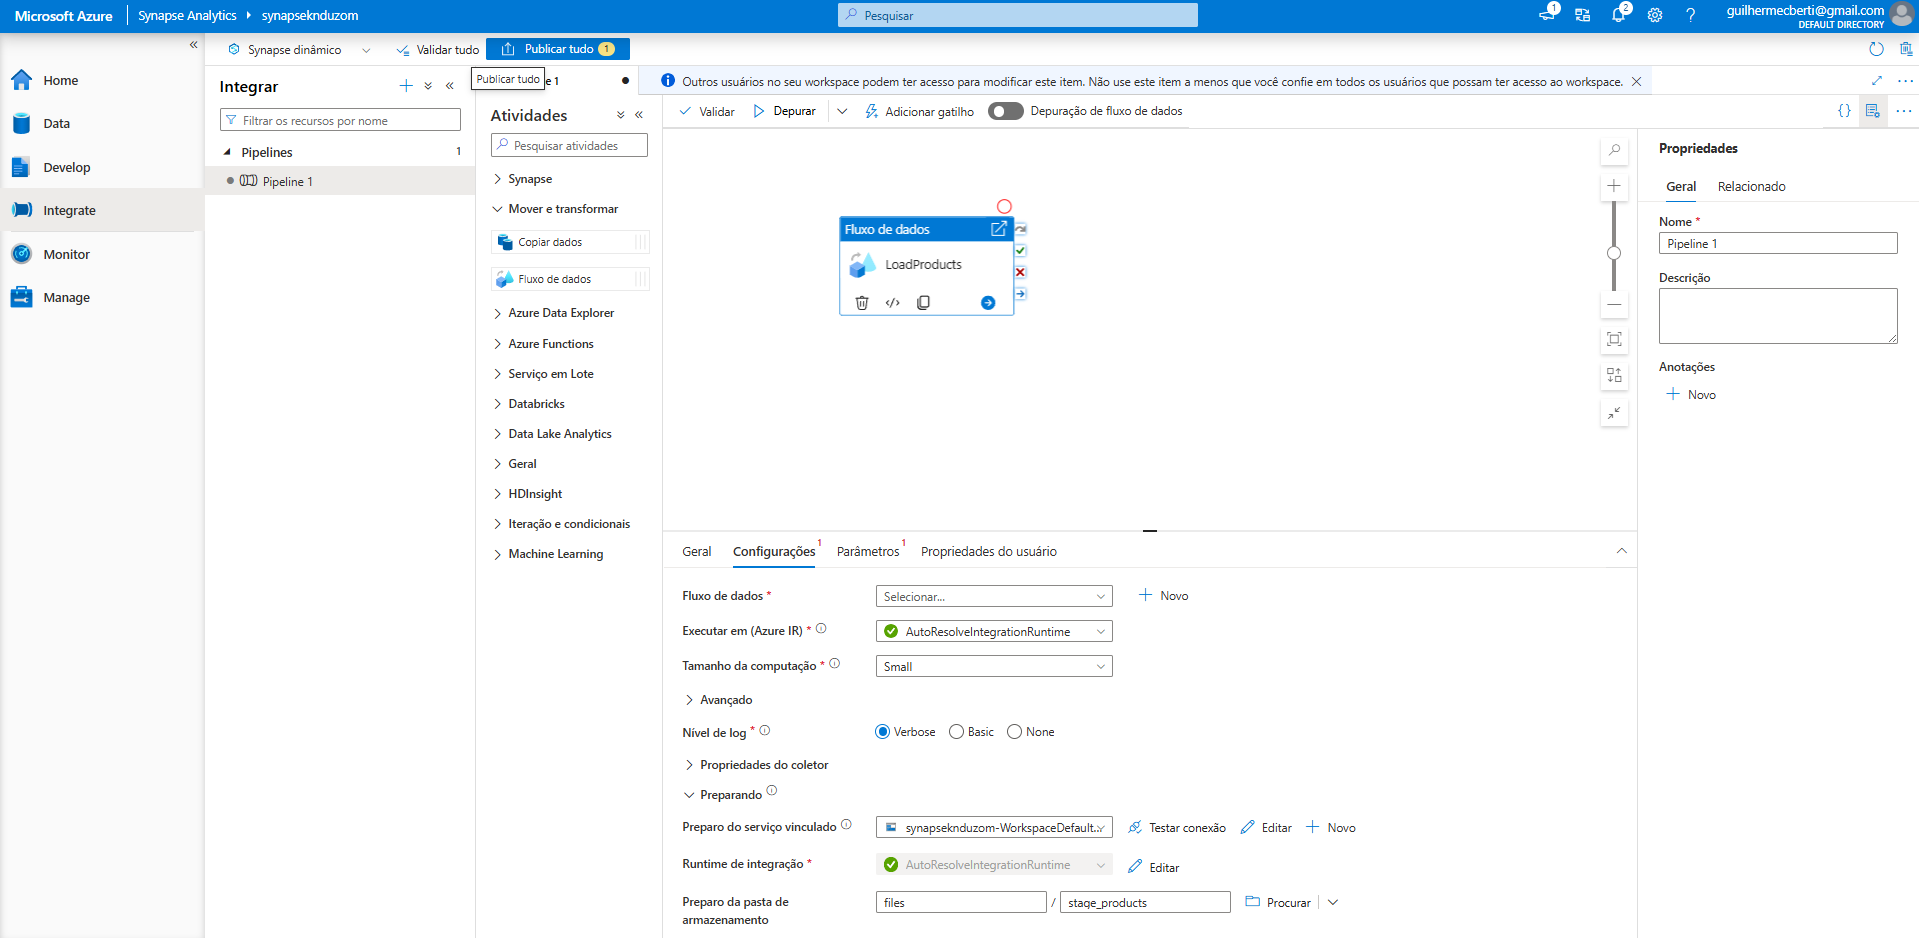 Microsoft Azure
Synapse Analytics
synapseknduzom
Pesquisar
1
2
guilhermecberti@gmail.com
DEFAULT DIRECTORY
Home
Data
Develop
Integrate
Monitor
Manage
Synapse dinâmico
Validar tudo
Publicar tudo
1
Publicar tudo
Integrar
Filtrar os recursos por nome
Pipelines
1
Pipeline 1
e 1
Atividades
Pesquisar atividades
Synapse
Mover e transformar
Copiar dados
Fluxo de dados
Azure Data Explorer
Azure Functions
Serviço em Lote
Databricks
Data Lake Analytics
Geral
HDInsight
Iteração e condicionais
Machine Learning
Outros usuários no seu workspace podem ter acesso para modificar este item. Não use este item a menos que você confie em todos os usuários que possam ter acesso ao workspace.
Validar
Depurar
Adicionar gatilho
Depuração de fluxo de dados
Fluxo de dados
LoadProducts
Geral
Configurações
1
Parâmetros
1
Propriedades do usuário
Fluxo de dados *
Selecionar...
Novo
Executar em (Azure IR) *
AutoResolveIntegrationRuntime
Tamanho da computação *
Small
Avançado
Nível de log *
Verbose
Basic
None
Propriedades do coletor
Preparando
Preparo do serviço vinculado
synapseknduzom-WorkspaceDefault...
Testar conexão
Editar
Novo
Runtime de integração *
AutoResolveIntegrationRuntime
Editar
Preparo da pasta de
armazenamento
files
/
stage_products
Procurar
Propriedades
Geral
Relacionado
Nome *
Pipeline 1
Descrição
Anotações
Novo